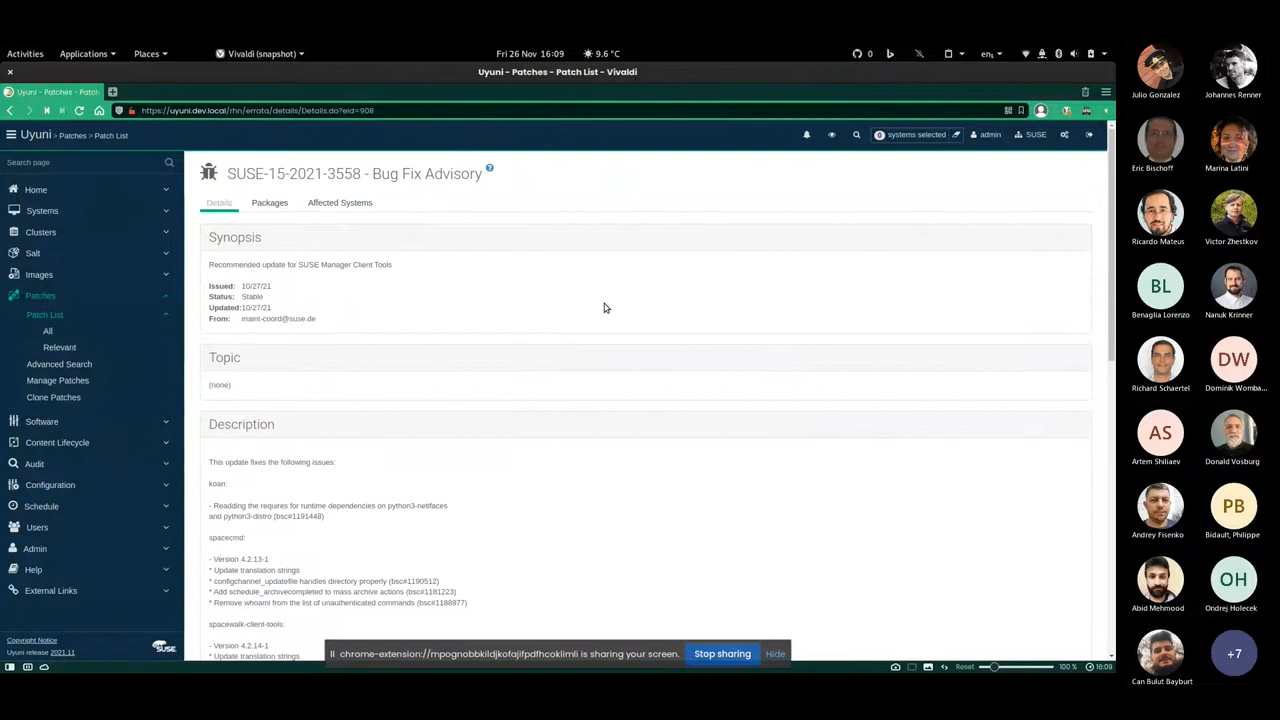 Activities Applications Places Vivaldi (snapshot) Fri 26 Nov 16:09 9.6 °C 0 en₁
Uyuni - Patches - Patch List - Vivaldi
Uyuni - Patches - Patch
https://uyuni.dev.local/rhn/errata/details/Details.do?eid=908
Uyuni > Patches > Patch List 0 systems selected admin SUSE
Search page
Home
Systems
Clusters
Salt
Images
Patches
Patch List
All
Relevant
Advanced Search
Manage Patches
Clone Patches
Software
Content Lifecycle
Audit
Configuration
Schedule
Users
Admin
Help
External Links
Copyright Notice
Uyuni release 2021.11
SUSE
SUSE-15-2021-3558 - Bug Fix Advisory ?
Details Packages Affected Systems
Synopsis
Recommended update for SUSE Manager Client Tools
Issued: 10/27/21
Status: Stable
Updated:10/27/21
From: maint-coord@suse.de
Topic
(none)
Description
This update fixes the following issues:
koan:
- Readding the requires for runtime dependencies on python3-netifaces
and python3-distro (bsc#1191448)
spacecmd:
- Version 4.2.13-1
* Update translation strings
* configchannel_updatefile handles directory properly (bsc#1190512)
* Add schedule_archivecompleted to mass archive actions (bsc#1181223)
* Remove whoami from the list of unauthenticated commands (bsc#1188977)
spacewalk-client-tools:
- Version 4.2.14-1
* Update translation strings
chrome-extension://mpognobbkildjkofajifpdfhcoklimli is sharing your screen. Stop sharing Hide
Reset 100 % 16:09
Julio Gonzalez Johannes Renner
Eric Bischoff Marina Latini
Ricardo Mateus Victor Zhestkov
BL
Benaglia Lorenzo Nanuk Krinner
DW
Richard Schaertel Dominik Womba...
AS
Artem Shiliaev Donald Vosburg
PB
Andrey Fisenko Bidault, Philippe
OH
Abid Mehmood Ondrej Holecek
+7
Can Bulut Bayburt